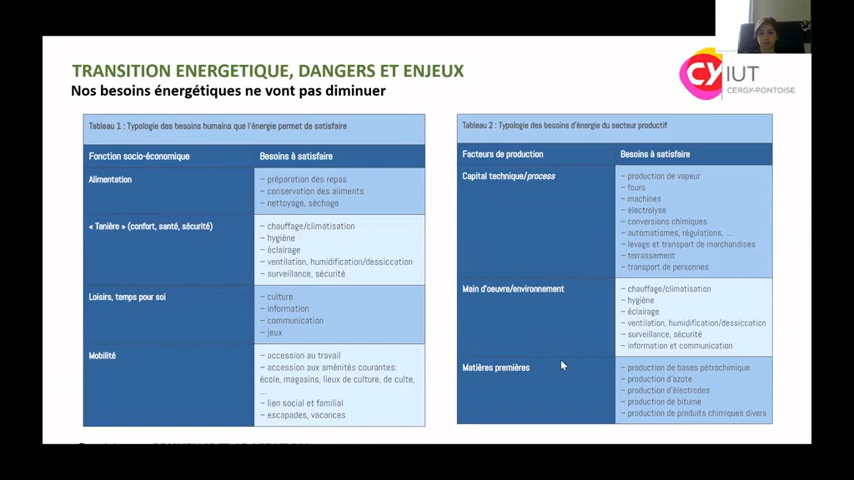 TRANSITION ENERGETIQUE, DANGERS ET ENJEUX
Nos besoins énergétiques ne vont pas diminuer
CY IUT
CERGY-PONTOISE
Tableau 1 : Typologie des besoins humains que l'énergie permet de satisfaire
Fonction socio-économique
Besoins à satisfaire
Alimentation
– préparation des repas
– conservation des aliments
– nettoyage, séchage
« Tanière » (confort, santé, sécurité)
– chauffage/climatisation
– hygiène
– éclairage
– ventilation, humidification/dessiccation
– surveillance, sécurité
Loisirs, temps pour soi
– culture
– information
– communication
– jeux
Mobilité
– accession au travail
– accession aux aménités courantes:
école, magasins, lieux de culture, de culte,
...
– lien social et familial
– escapades, vacances
Tableau 2 : Typologie des besoins d'énergie du secteur productif
Facteurs de production
Besoins à satisfaire
Capital technique/process
– production de vapeur
– fours
– machines
– électrolyse
– conversions chimiques
– automatismes, régulations, ...
– levage et transport de marchandises
– terrassement
– transport de personnes
Main d'oeuvre/environnement
– chauffage/climatisation
– hygiène
– éclairage
– ventilation, humidification/dessiccation
– surveillance, sécurité
– information et communication
Matières premières
– production de bases pétrochimique
– production d'azote
– production d'électrodes
– production de bitume
– production de produits chimiques divers